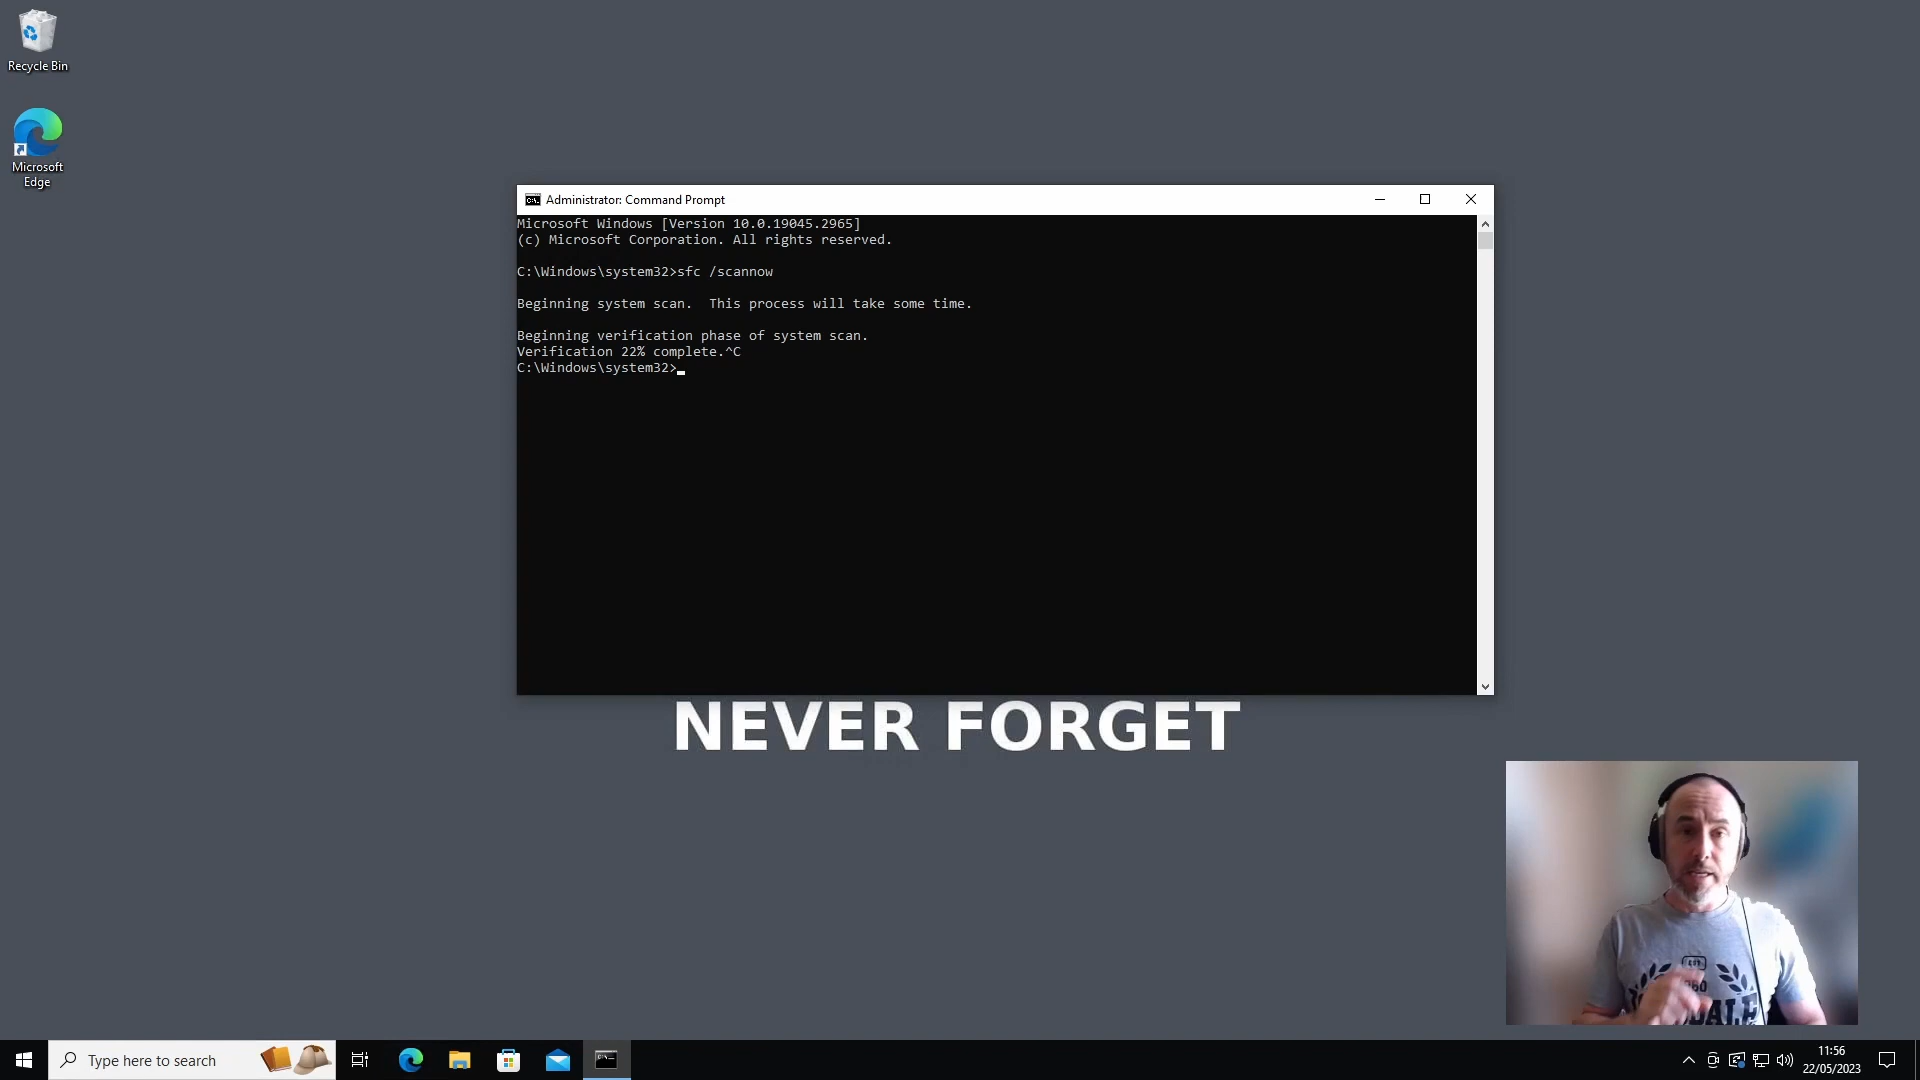 Recycle Bin
Microsoft
Edge
Administrator: Command Prompt
Microsoft Windows [Version 10.0.19045.2965]
(c) Microsoft Corporation. All rights reserved.
C:\Windows\system32>sfc /scannow
Beginning system scan.  This process will take some time.
Beginning verification phase of system scan.
Verification 22% complete.^C
C:\Windows\system32>
NEVER FORGET
Type here to search
11:56
22/05/2023